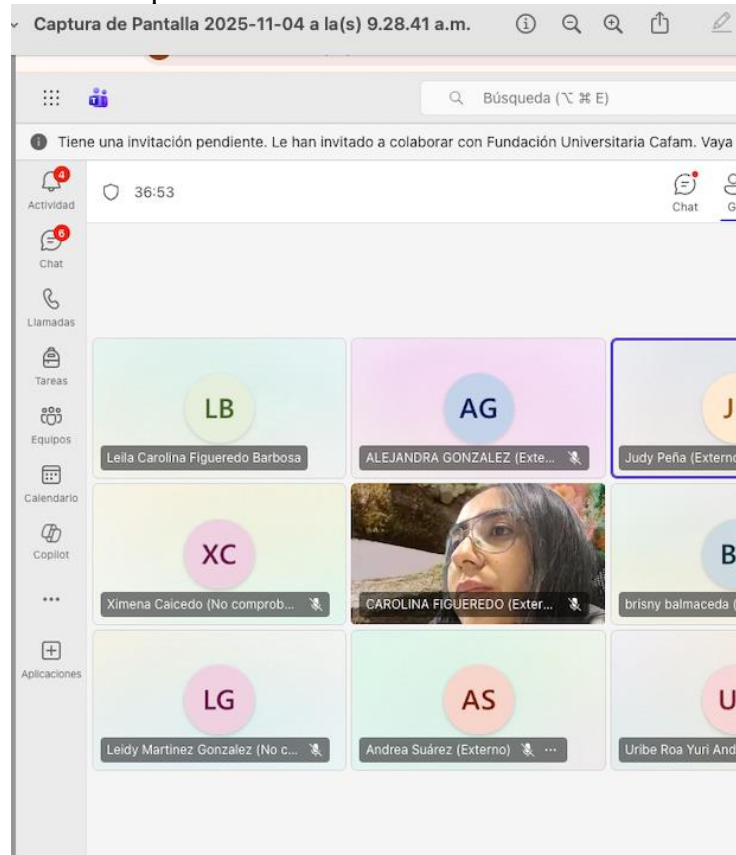 Captura de Pantalla 2025-11-04 a la(s) 9.28.41 a.m.
Búsqueda (⌥ ⌘ E)
Tiene una invitación pendiente. Le han invitado a colaborar con Fundación Universitaria Cafam. Vaya
4
Actividad
36:53
Chat
G
6
Chat
Llamadas
Tareas
Equipos
Calendario
Copilot
Aplicaciones
LB
Leila Carolina Figueredo Barbosa
AG
ALEJANDRA GONZALEZ (Exte...
J
Judy Peña (Externo
XC
Ximena Caicedo (No comprob...
CAROLINA FIGUEREDO (Exter...
B
brisny balmaceda (
LG
Leidy Martinez Gonzalez (No c...
AS
Andrea Suárez (Externo)
U
Uribe Roa Yuri And